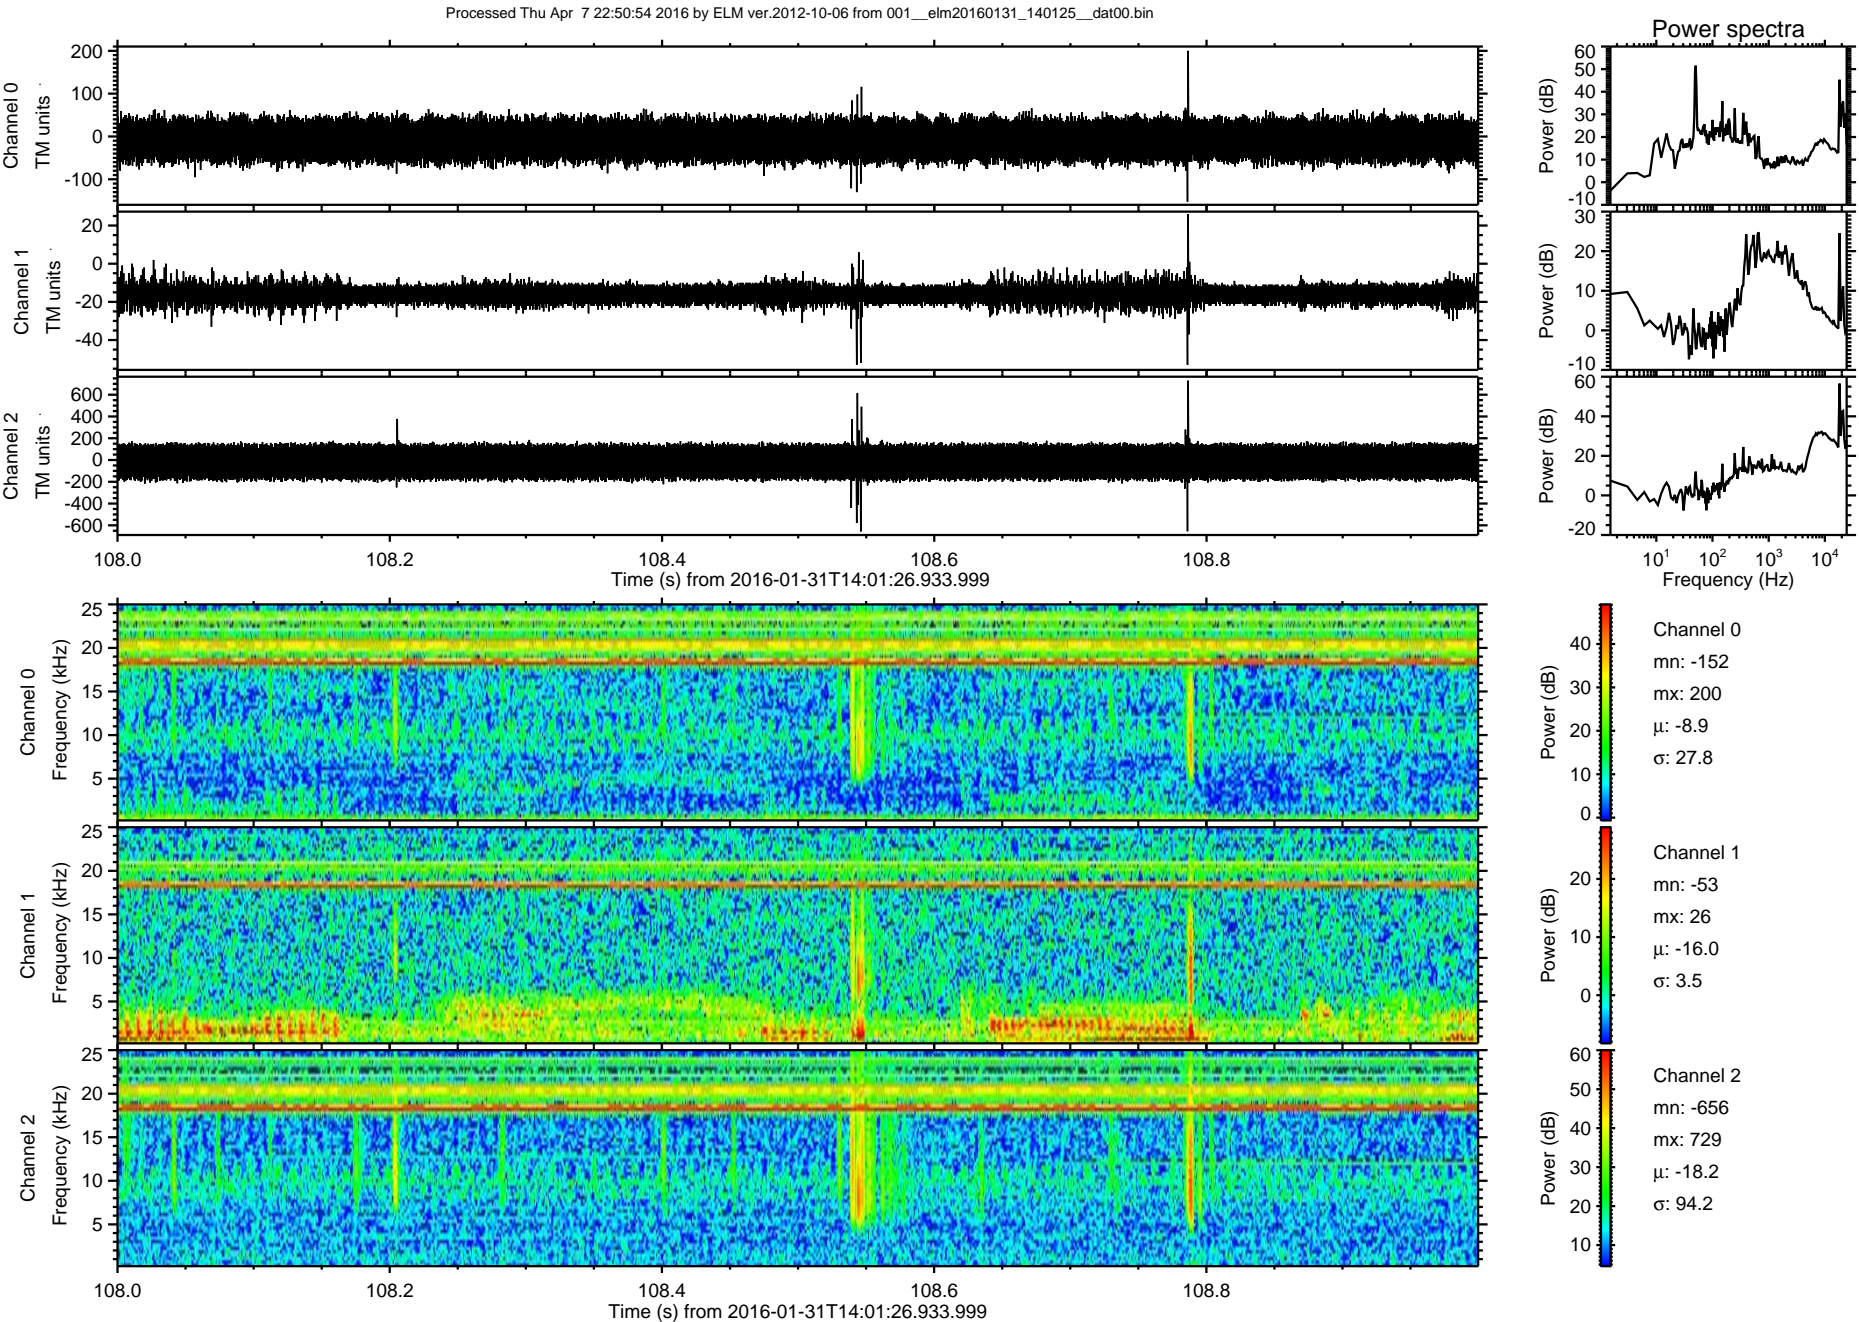 Processed Thu Apr  7 22:50:54 2016 by ELM ver.2012-10-06 from 001__elm20160131_140125__dat00.bin
Power spectra
Channel 0
TM units
200
100
0
-100
Power (dB)
60
50
40
30
20
10
0
-10
Channel 1
TM units
20
0
-20
-40
Power (dB)
30
20
10
0
-10
Channel 2
TM units
600
400
200
0
-200
-400
-600
Power (dB)
60
40
20
0
-20
108.0 108.2 108.4 108.6 108.8
Time (s) from 2016-01-31T14:01:26.933.999
10^1 10^2 10^3 10^4
Frequency (Hz)
Channel 0
Frequency (kHz)
25
20
15
10
5
Power (dB)
40
30
20
10
0
Channel 0
mn: -152
mx: 200
μ: -8.9
σ: 27.8
Channel 1
Frequency (kHz)
25
20
15
10
5
Power (dB)
20
10
0
Channel 1
mn: -53
mx: 26
μ: -16.0
σ: 3.5
Channel 2
Frequency (kHz)
25
20
15
10
5
Power (dB)
60
50
40
30
20
10
Channel 2
mn: -656
mx: 729
μ: -18.2
σ: 94.2
108.0 108.2 108.4 108.6 108.8
Time (s) from 2016-01-31T14:01:26.933.999